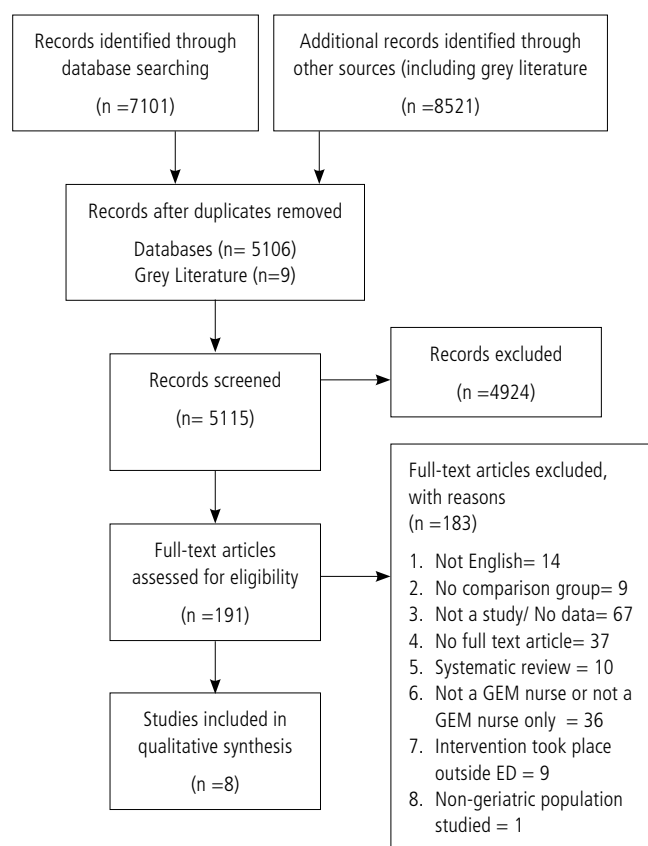 Records identified through
database searching
(n =7101)
Additional records identified through
other sources (including grey literature
(n =8521)
Records after duplicates removed
Databases (n= 5106)
Grey Literature (n=9)
Records screened
(n= 5115)
Records excluded
(n =4924)
Full-text articles
assessed for eligibility
(n =191)
Full-text articles excluded,
with reasons
(n =183)
1. Not English= 14
2. No comparison group= 9
3. Not a study/ No data= 67
4. No full text article= 37
5. Systematic review = 10
6. Not a GEM nurse or not a
GEM nurse only = 36
7. Intervention took place
outside ED = 9
8. Non-geriatric population
studied = 1
Studies included in
qualitative synthesis
(n =8)